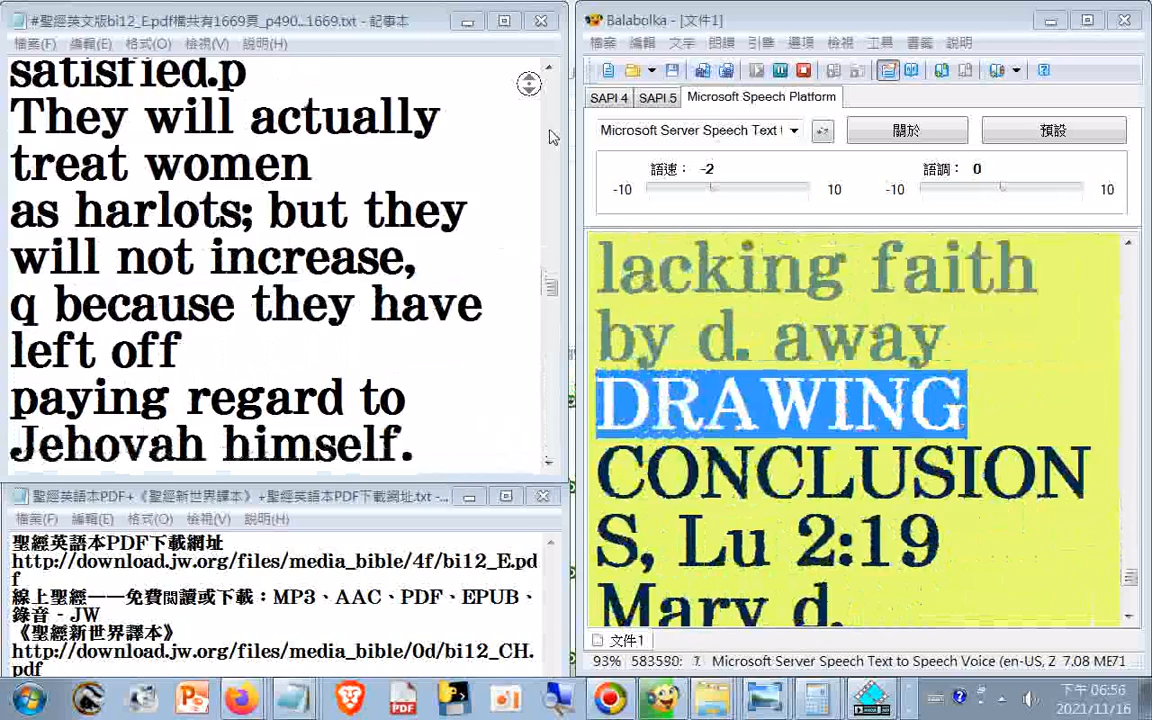 #聖經英文版bi12_E.pdf檔共有1669頁_p490...1669.txt - 記事本
檔案(F) 編輯(E) 格式(O) 檢視(V) 說明(H)
satisfied.p
They will actually
treat women
as harlots; but they
will not increase,
q because they have
left off
paying regard to
Jehovah himself.
聖經英語本PDF+《聖經新世界譯本》+聖經英語本PDF下載網址.txt - ...
檔案(F) 編輯(E) 格式(O) 檢視(V) 說明(H)
聖經英語本PDF下載網址
http://download.jw.org/files/media_bible/4f/bi12_E.pd
f
線上聖經——免費閱讀或下載：MP3、AAC、PDF、EPUB、
錄音 - JW
《聖經新世界譯本》
http://download.jw.org/files/media_bible/0d/bi12_CH.
pdf
Balabolka - [文件1]
檔案 編輯 文字 朗讀 引擎 選項 檢視 工具 書籤 說明
SAPI 4 SAPI 5 Microsoft Speech Platform
Microsoft Server Speech Text 關於 預設
語速： -2 語調： 0
-10 10 -10 10
lacking faith
by d. away
DRAWING
CONCLUSION
S, Lu 2:19
Mary d.
文件1
93% 583580: 7 Microsoft Server Speech Text to Speech Voice (en-US, Z 7.08 ME71
下午 06:56
2021/11/16